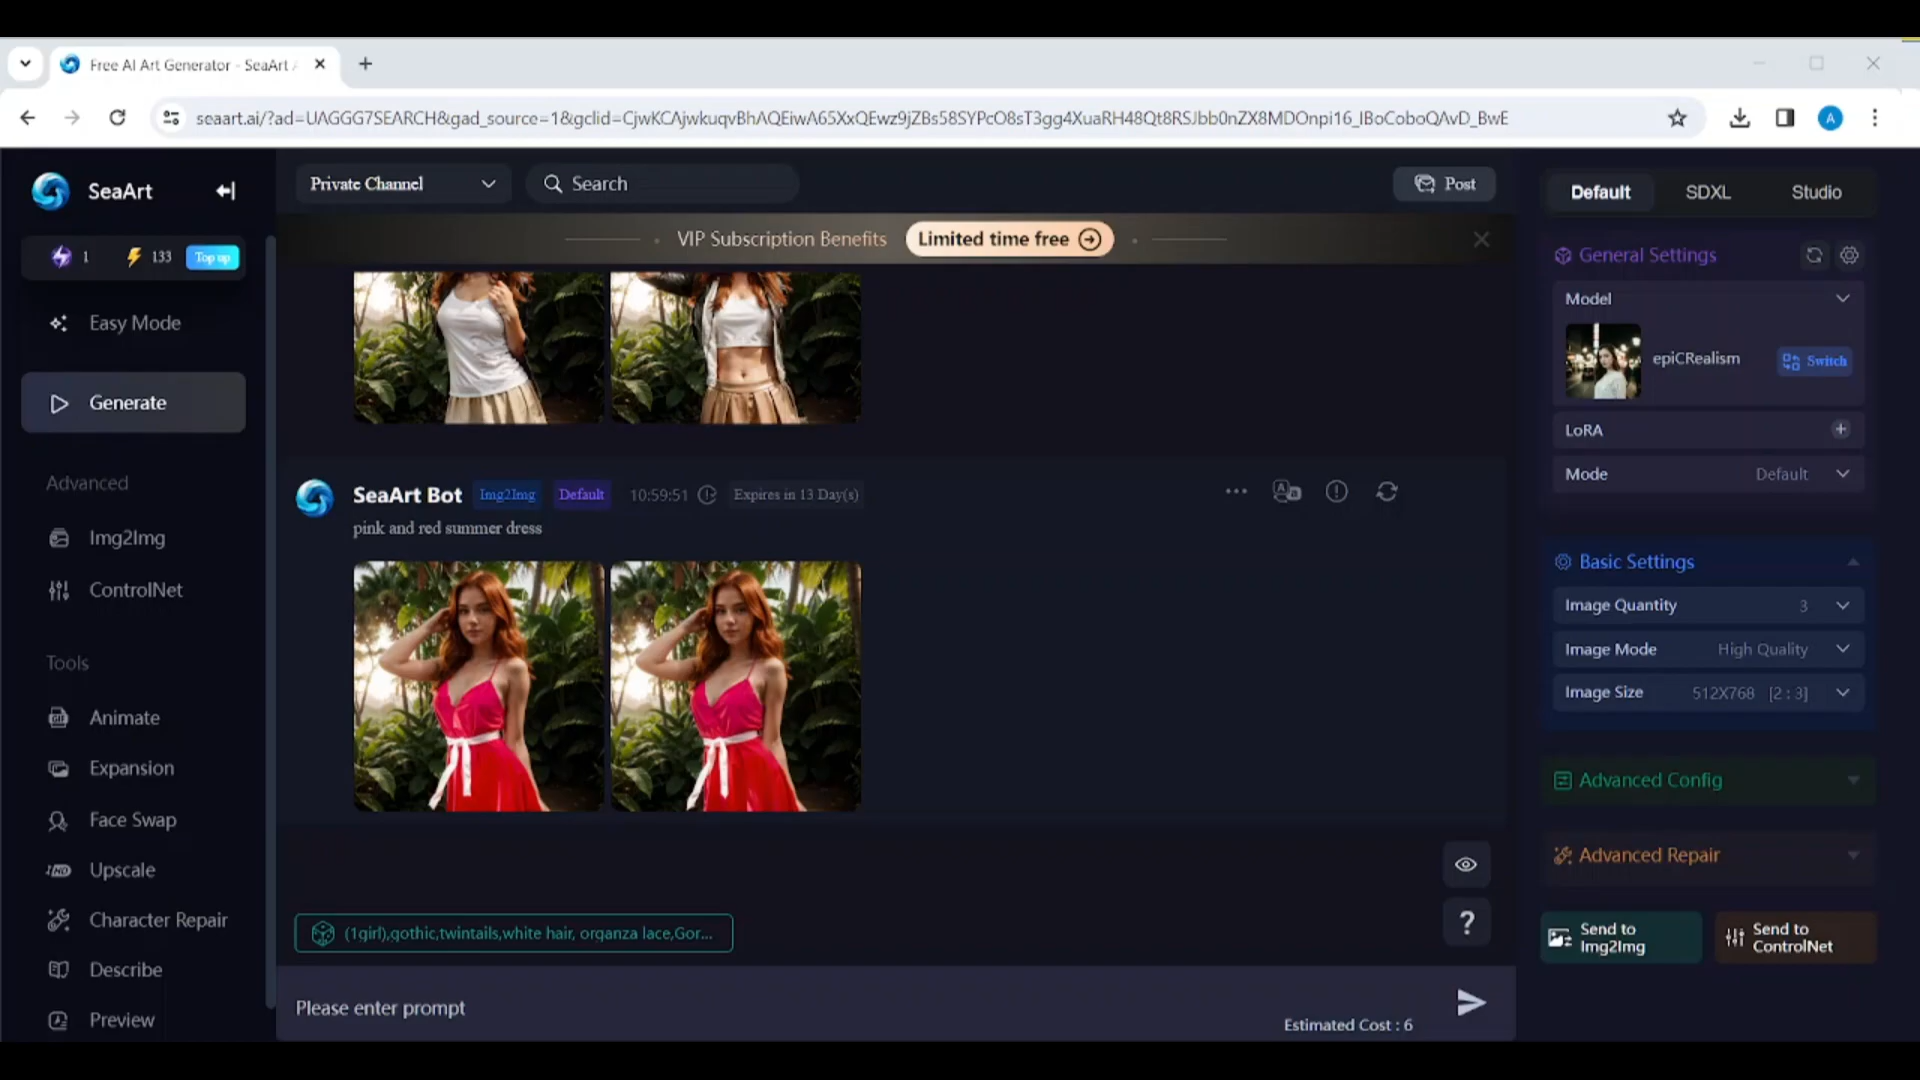 Free AI Art Generator - SeaArt A
seaart.ai/?ad=UAGGG7SEARCH&gad_source=1&gclid=CjwKCAjwkuqvBhAQEiwA65XxQEwz9jZBs58SYPcO8sT3gg4XuaRH48Qt8RSJbb0nZX8MDOnpi16_IBoCoboQAvD_BwE
A
SeaArt
1 133 Top up
Easy Mode
Generate
Advanced
Img2Img
ControlNet
Tools
Animate
Expansion
Face Swap
Upscale
Character Repair
Describe
Preview
Private Channel
Search
Post
VIP Subscription Benefits Limited time free
SeaArt Bot Img2Img Default 10:59:51 Expires in 13 Day(s)
pink and red summer dress
(1girl),gothic,twintails,white hair, organza lace,Gor...
?
Please enter prompt
Estimated Cost : 6
Default SDXL Studio
General Settings
Model
epiCRealism Switch
LoRA
Mode Default
Basic Settings
Image Quantity 3
Image Mode High Quality
Image Size 512X768 [2 : 3]
Advanced Config
Advanced Repair
Send to
Img2Img
Send to
ControlNet